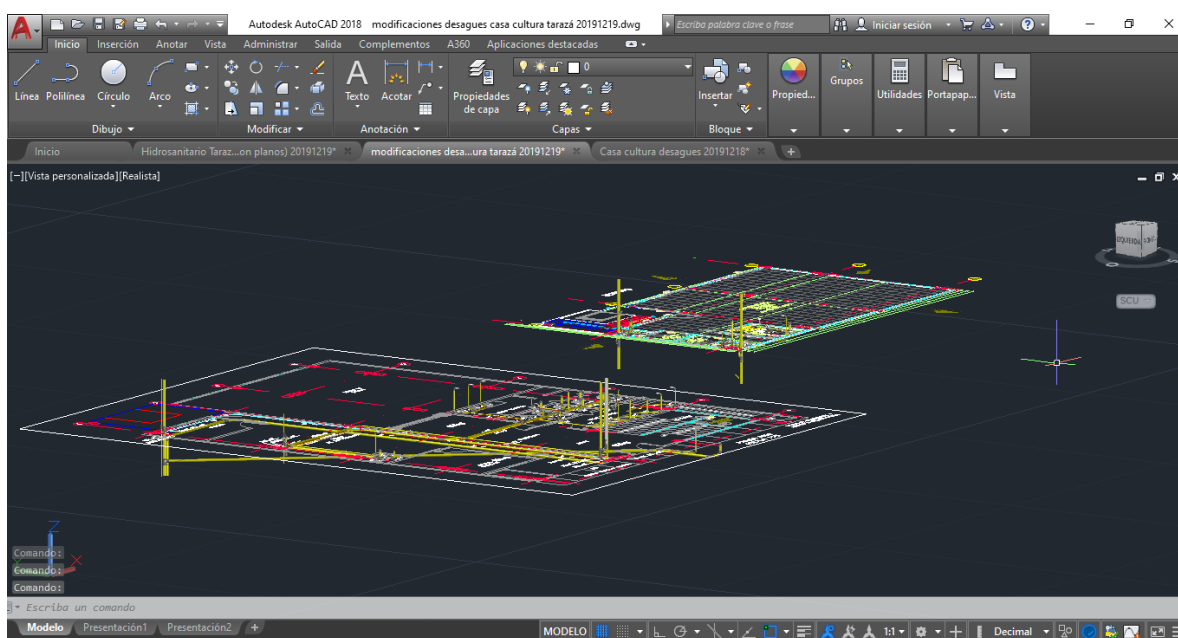 Autodesk AutoCAD 2018 modificaciones desagues casa cultura tarazá 20191219.dwg
Escriba palabra clave o frase
Iniciar sesión
Inicio Inserción Anotar Vista Administrar Salida Complementos A360 Aplicaciones destacadas
Línea Polilínea Círculo Arco
Texto Acotar
Propiedades de capa
0
Insertar
Propied...
Grupos
Utilidades
Portapap...
Vista
Dibujo Modificar Anotación Capas Bloque
Inicio
Hidrosanitario Taraz...on planos) 20191219*
modificaciones desa...ura tarazá 20191219*
Casa cultura desagues 20191218*
[−][Vista personalizada][Realista]
IZQUIERDA
SCU
Z
X
Comando:
Comando:
Comando:
Escriba un comando
Modelo Presentación1 Presentación2
MODELO
1:1
Decimal